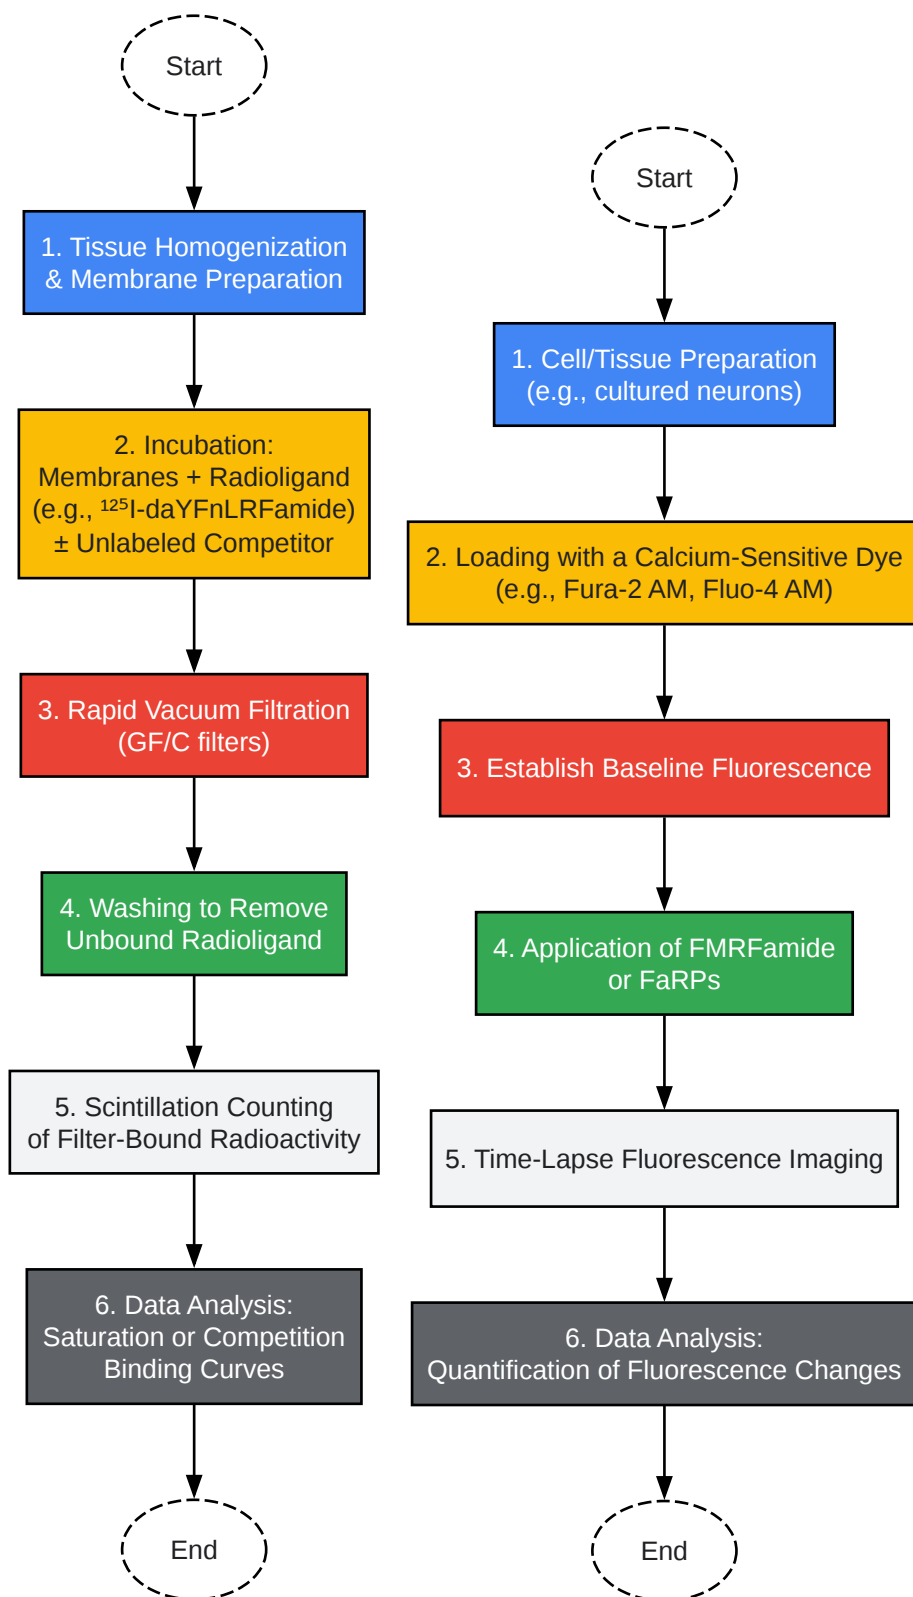 Start
1. Tissue Homogenization
& Membrane Preparation
2. Incubation:
Membranes + Radioligand
(e.g., ¹²⁵I-daYFnLRFamide)
± Unlabeled Competitor
3. Rapid Vacuum Filtration
(GF/C filters)
4. Washing to Remove
Unbound Radioligand
5. Scintillation Counting
of Filter-Bound Radioactivity
6. Data Analysis:
Saturation or Competition
Binding Curves
End
Start
1. Cell/Tissue Preparation
(e.g., cultured neurons)
2. Loading with a Calcium-Sensitive Dye
(e.g., Fura-2 AM, Fluo-4 AM)
3. Establish Baseline Fluorescence
4. Application of FMRFamide
or FaRPs
5. Time-Lapse Fluorescence Imaging
6. Data Analysis:
Quantification of Fluorescence Changes
End